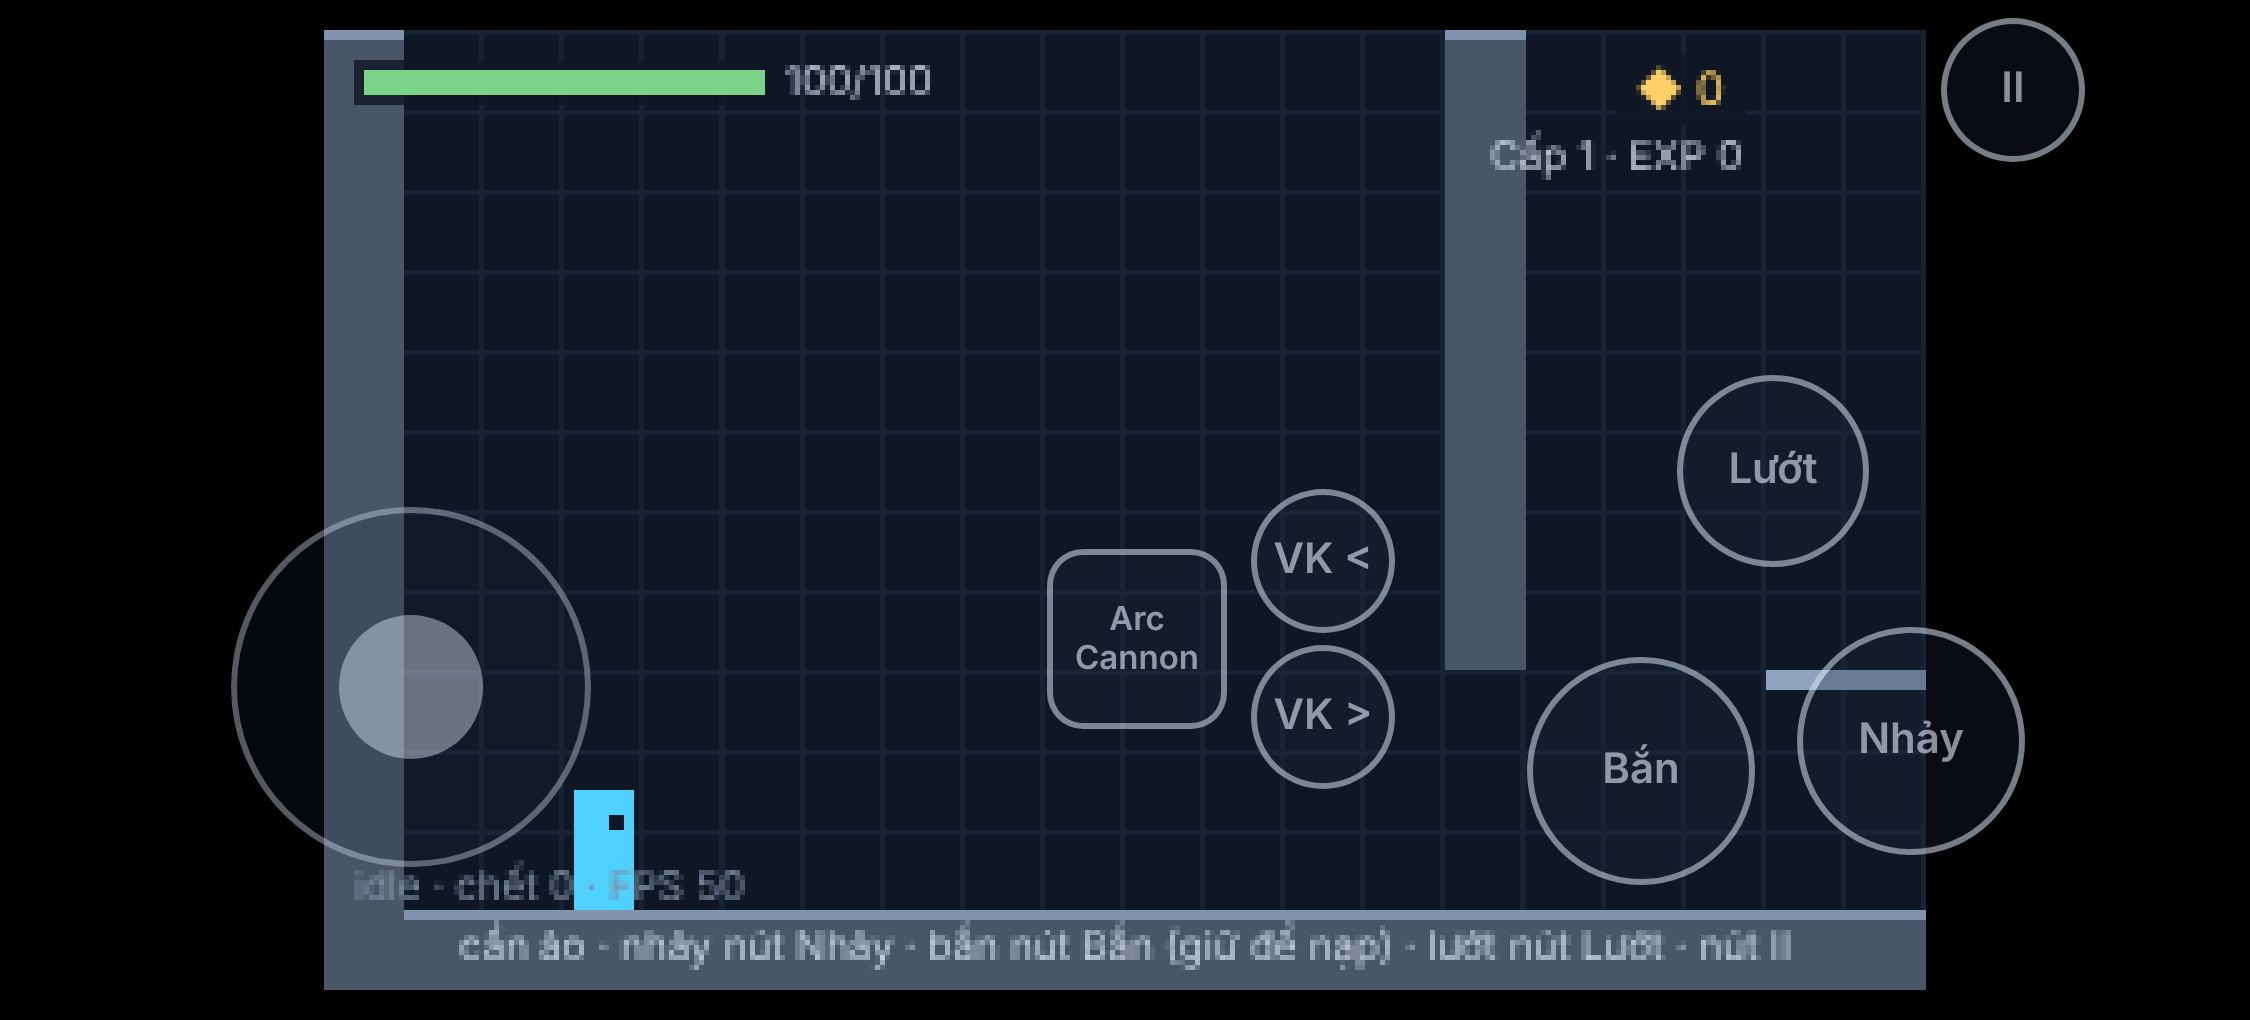 100/100
0
II
Cấp 1 · EXP 0
Lướt
VK <
Arc
Cannon
VK >
Nhảy
Bắn
idle · chết 0 · FPS 50
cần ảo · nhảy nút Nhảy · bắn nút Bắn (giữ để nạp) · lướt nút Lướt · nút II